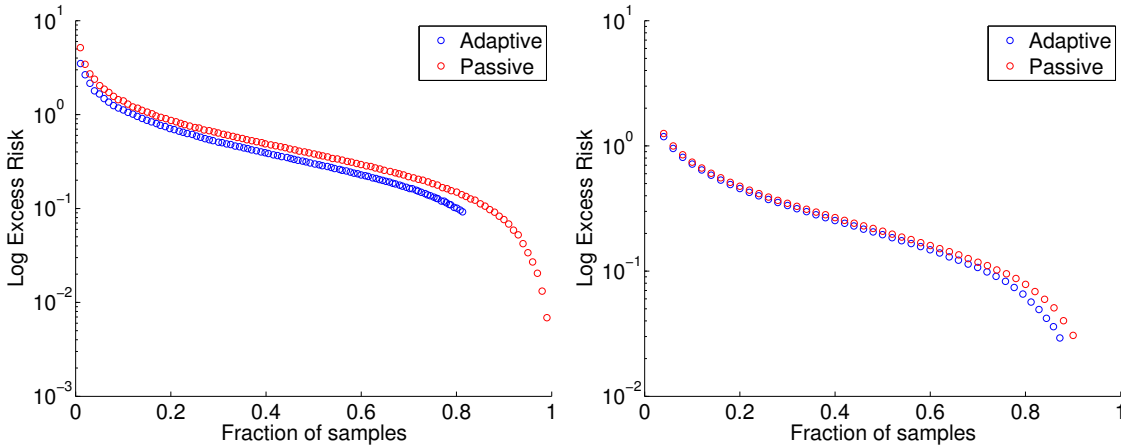 10^1
10^0
10^-1
10^-2
10^-3
Log Excess Risk
0 0.2 0.4 0.6 0.8 1
Fraction of samples
Adaptive
Passive
10^1
10^0
10^-1
10^-2
Log Excess Risk
0 0.2 0.4 0.6 0.8 1
Fraction of samples
Adaptive
Passive